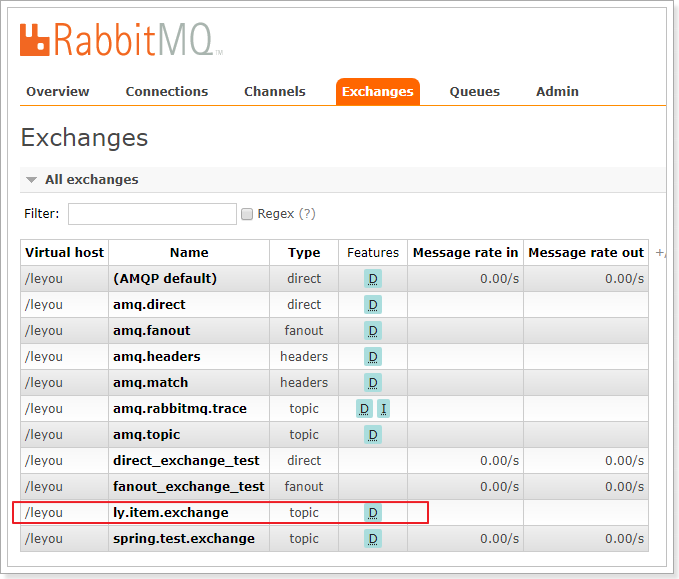 RabbitMQ™
Overview Connections Channels Exchanges Queues Admin
Exchanges
All exchanges
Filter: Regex (?)
Virtual host Name Type Features Message rate in Message rate out
/leyou (AMQP default) direct D 0.00/s 0.00/s
/leyou amq.direct direct D
/leyou amq.fanout fanout D
/leyou amq.headers headers D
/leyou amq.match headers D
/leyou amq.rabbitmq.trace topic D I
/leyou amq.topic topic D
/leyou direct_exchange_test direct 0.00/s 0.00/s
/leyou fanout_exchange_test fanout 0.00/s 0.00/s
/leyou ly.item.exchange topic D
/leyou spring.test.exchange topic D 0.00/s 0.00/s